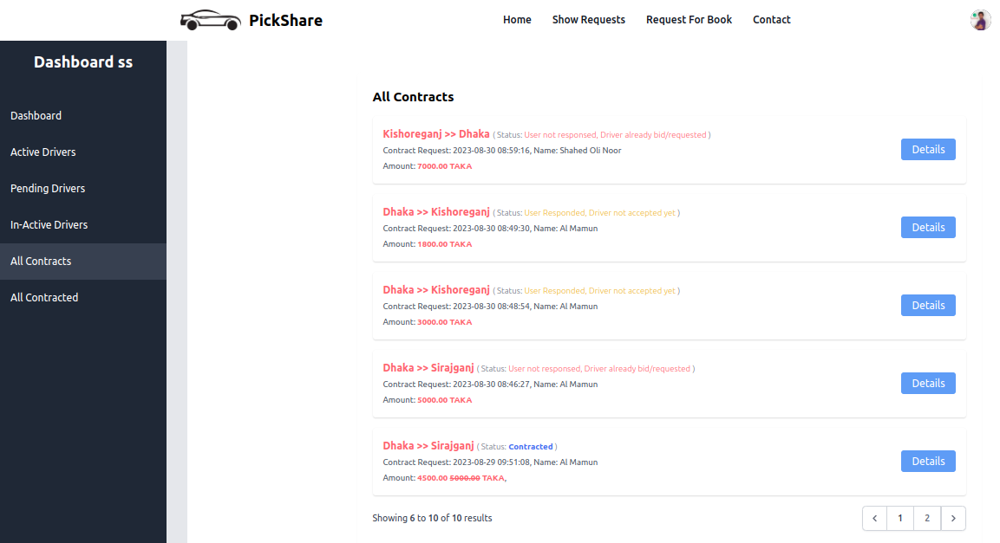 PickShare
Home Show Requests Request For Book Contact
Dashboard ss
Dashboard
Active Drivers
Pending Drivers
In-Active Drivers
All Contracts
All Contracted
All Contracts
Kishoreganj >> Dhaka ( Status: User not responsed, Driver already bid/requested )
Contract Request: 2023-08-30 08:59:16, Name: Shahed Oli Noor
Amount: 7000.00 TAKA
Details
Dhaka >> Kishoreganj ( Status: User Responded, Driver not accepted yet )
Contract Request: 2023-08-30 08:49:30, Name: Al Mamun
Amount: 1800.00 TAKA
Details
Dhaka >> Kishoreganj ( Status: User Responded, Driver not accepted yet )
Contract Request: 2023-08-30 08:48:54, Name: Al Mamun
Amount: 3000.00 TAKA
Details
Dhaka >> Sirajganj ( Status: User not responsed, Driver already bid/requested )
Contract Request: 2023-08-30 08:46:27, Name: Al Mamun
Amount: 5000.00 TAKA
Details
Dhaka >> Sirajganj ( Status: Contracted )
Contract Request: 2023-08-29 09:51:08, Name: Al Mamun
Amount: 4500.00 5000.00 TAKA,
Details
Showing 6 to 10 of 10 results
< 1 2 >